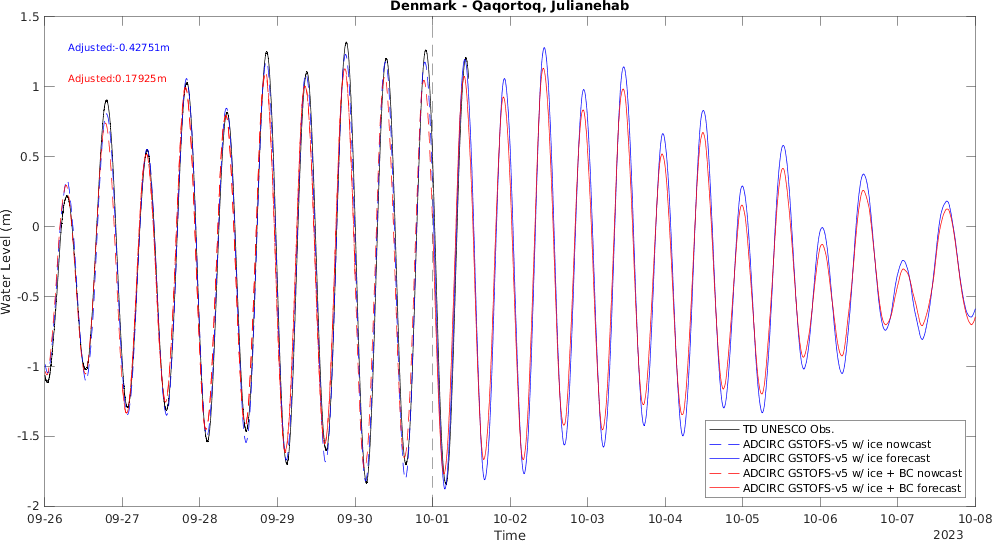 Denmark - Qaqortoq, Julianehab
Adjusted:-0.42751m
Adjusted:0.17925m
Water Level (m)
1.5
1
0.5
0
-0.5
-1
-1.5
-2
TD UNESCO Obs.
ADCIRC GSTOFS-v5 w/ ice nowcast
ADCIRC GSTOFS-v5 w/ ice forecast
ADCIRC GSTOFS-v5 w/ ice + BC nowcast
ADCIRC GSTOFS-v5 w/ ice + BC forecast
09-26 09-27 09-28 09-29 09-30 10-01 10-02 10-03 10-04 10-05 10-06 10-07 10-08
Time
2023